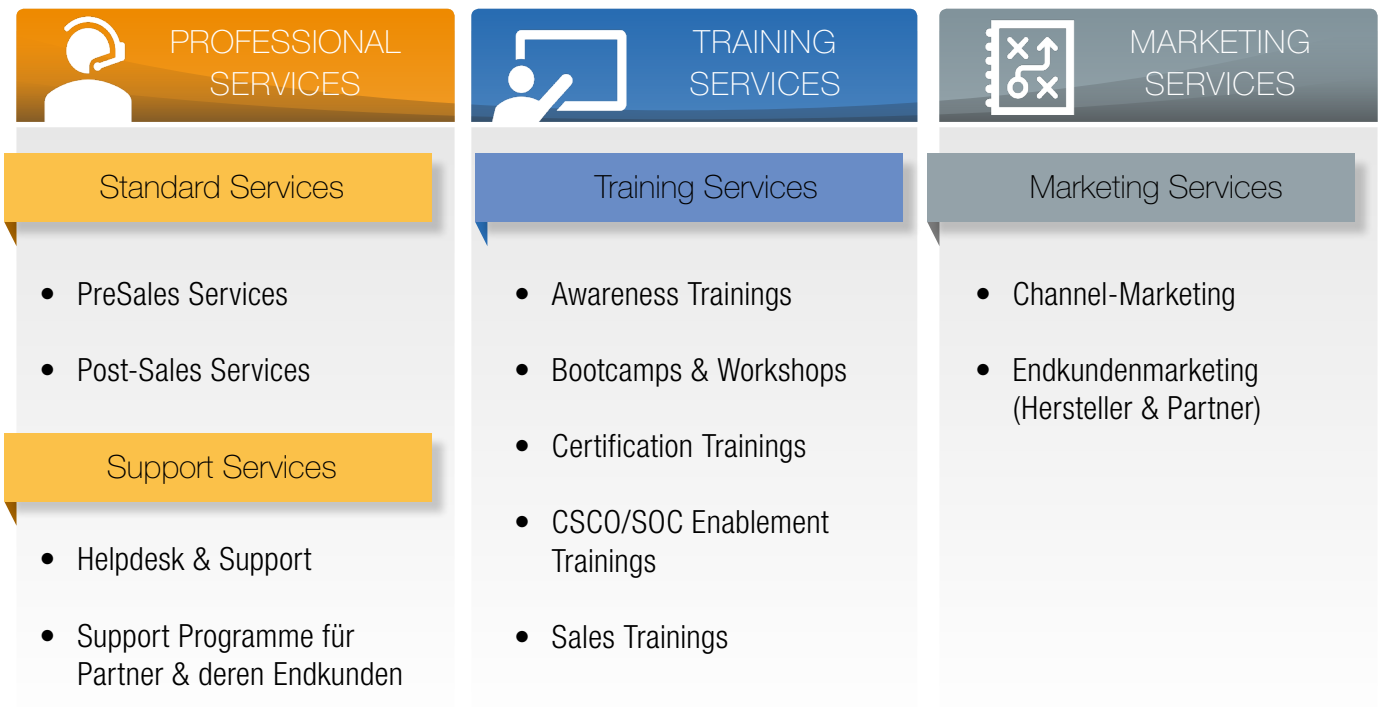 PROFESSIONAL
SERVICES
Standard Services
• PreSales Services
• Post-Sales Services
Support Services
• Helpdesk & Support
• Support Programme für
Partner & deren Endkunden
TRAINING
SERVICES
Training Services
• Awareness Trainings
• Bootcamps & Workshops
• Certification Trainings
• CSCO/SOC Enablement
Trainings
• Sales Trainings
MARKETING
SERVICES
Marketing Services
• Channel-Marketing
• Endkundenmarketing
(Hersteller & Partner)